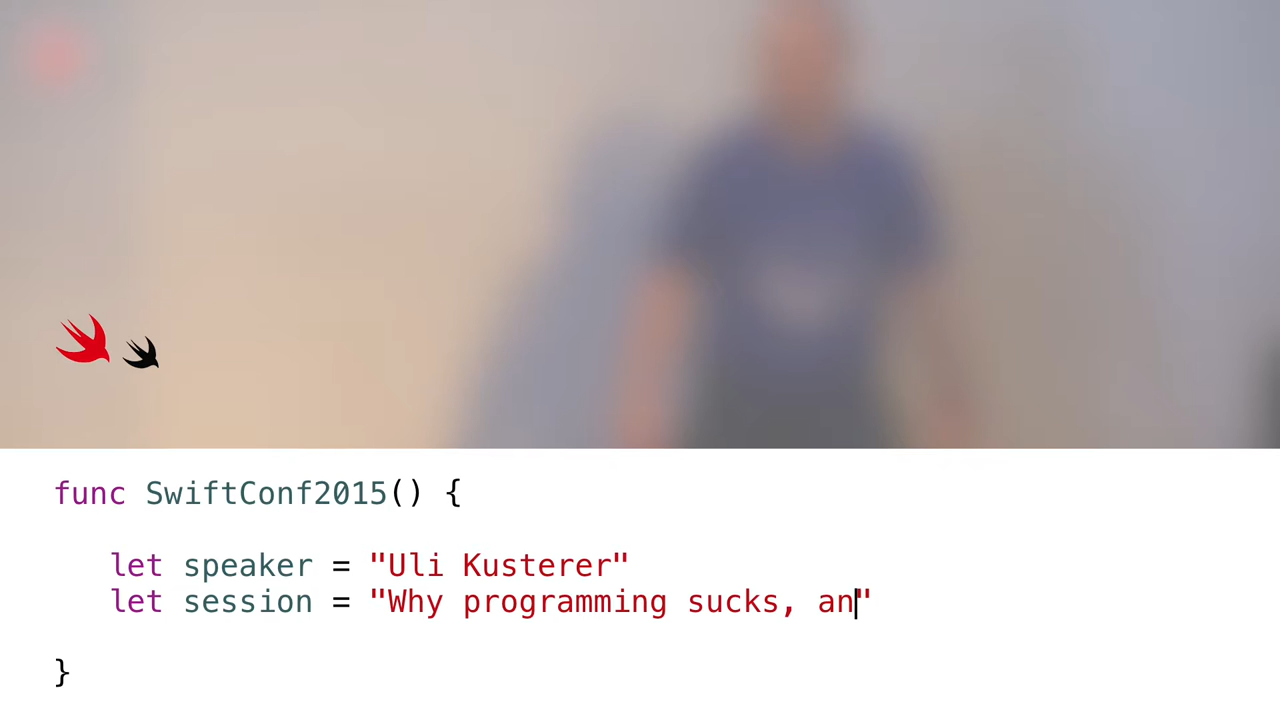 func SwiftConf2015() {
let speaker = "Uli Kusterer"
let session = "Why programming sucks, an"
}